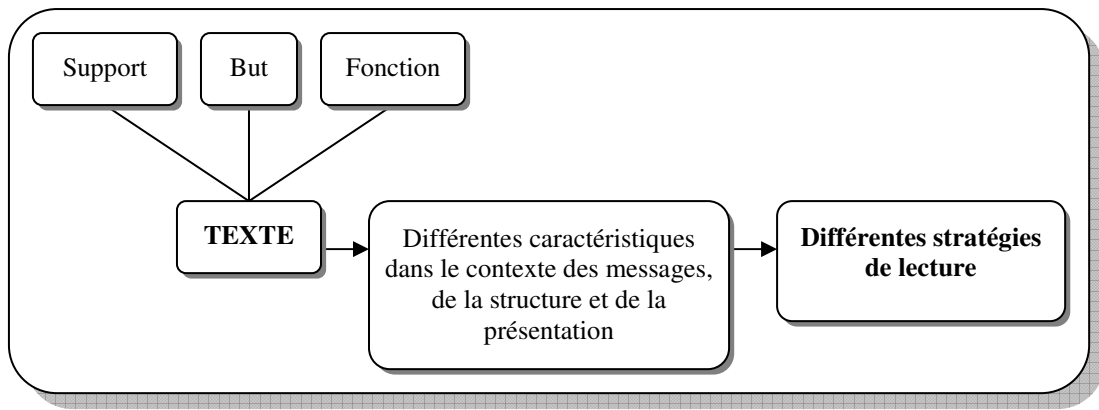 Support
But
Fonction
TEXTE
Différentes caractéristiques
dans le contexte des messages,
de la structure et de la
présentation
Différentes stratégies
de lecture